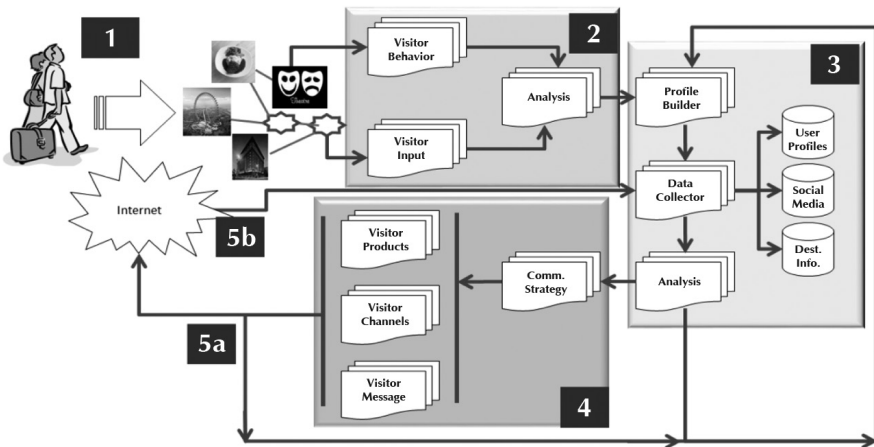 1
2
3
Visitor
Behavior
Analysis
Visitor
Input
Profile
Builder
User
Profiles
Data
Collector
Social
Media
Dest.
Info.
Analysis
Internet
5b
Visitor
Products
Comm.
Strategy
Visitor
Channels
5a
Visitor
Message
4